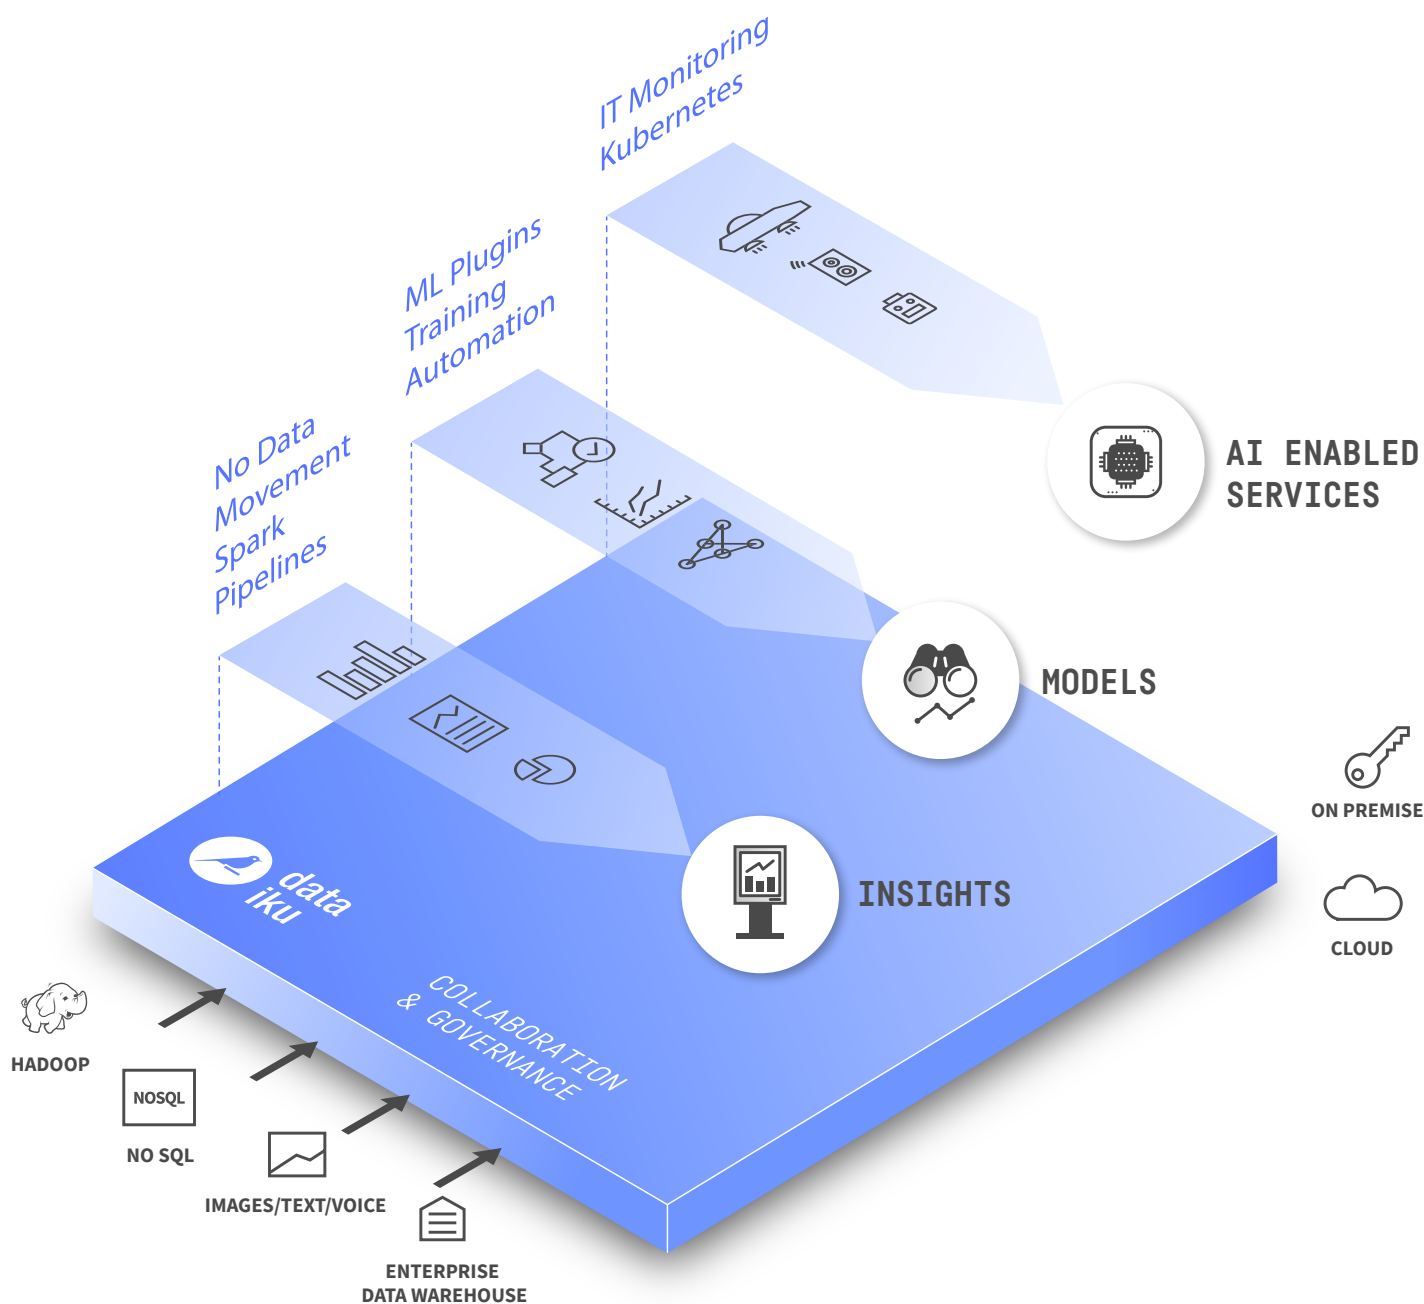 IT Monitoring
Kubernetes
ML Plugins
Training
Automation
No Data
Movement
Spark
Pipelines
AI ENABLED
SERVICES
MODELS
INSIGHTS
ON PREMISE
CLOUD
data
iku
COLLABORATION
& GOVERNANCE
HADOOP
NOSQL
NO SQL
IMAGES/TEXT/VOICE
ENTERPRISE
DATA WAREHOUSE